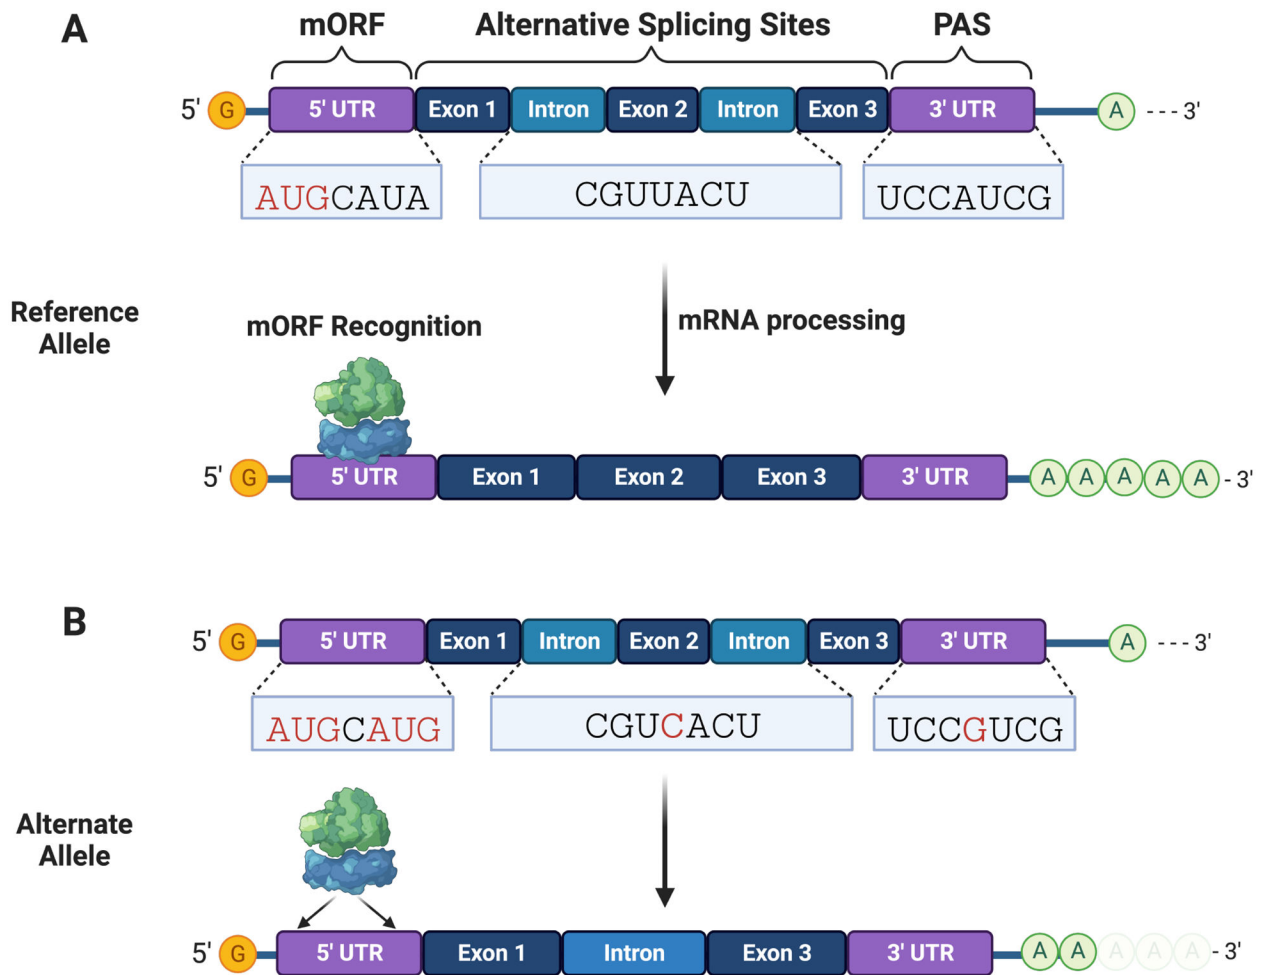 A
mORF Alternative Splicing Sites PAS
5' G 5' UTR Exon 1 Intron Exon 2 Intron Exon 3 3' UTR A --- 3'
AUGCAUA CGUUACU UCCAUCG
Reference
Allele
mORF Recognition
mRNA processing
5' G 5' UTR Exon 1 Exon 2 Exon 3 3' UTR A A A A A - 3'
B
5' G 5' UTR Exon 1 Intron Exon 2 Intron Exon 3 3' UTR A --- 3'
AUGCAUG CGUCACU UCCGUCG
Alternate
Allele
5' G 5' UTR Exon 1 Intron Exon 3 3' UTR A A A A A - 3'